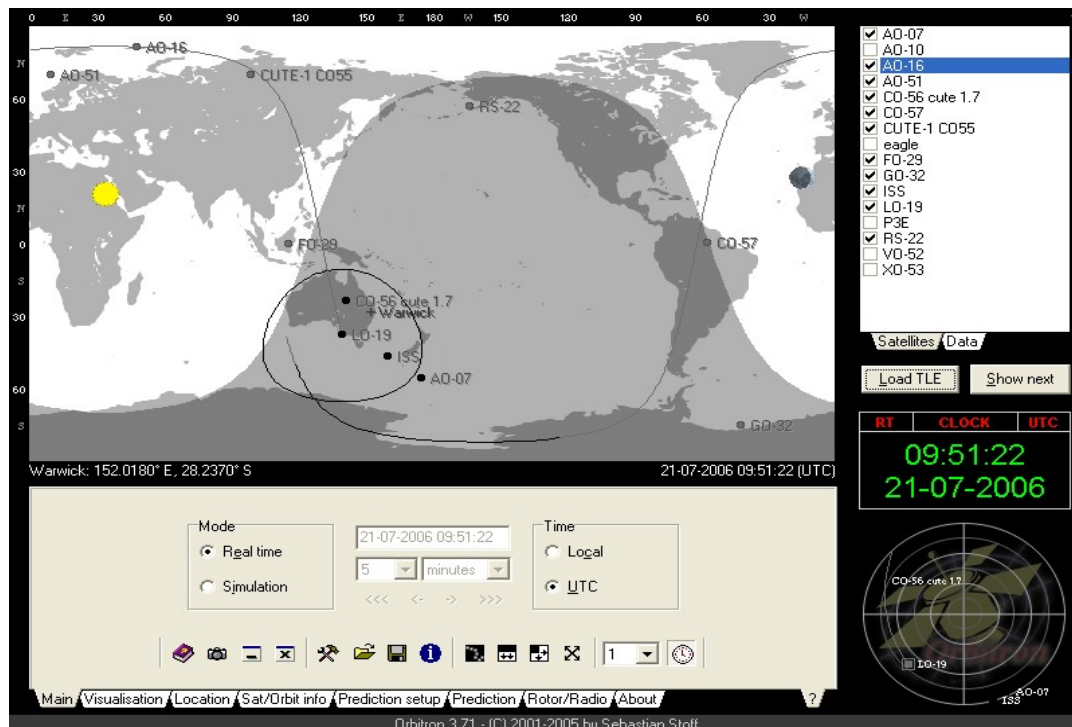 0 E 30 60 90 120 150 E 180 W 150 120 90 60 30 W
N
60
30
N
0
S
30
60
S
AO-16
AO-51
CUTE-1 CO55
RS-22
FO-29
CO-57
CO-56 cute 1.7
Warwick
LO-19
ISS
AO-07
GO-32
Warwick: 152.0180° E, 28.2370° S
21-07-2006 09:51:22 (UTC)
AO-07
AO-10
AO-16
AO-51
CO-56 cute 1.7
CO-57
CUTE-1 CO55
eagle
FO-29
GO-32
ISS
LO-19
P3E
RS-22
VO-52
XO-53
Satellites Data
Load TLE Show next
RT CLOCK UTC
09:51:22
21-07-2006
Mode
Real time
Simulation
21-07-2006 09:51:22
5 minutes
<<< <- -> >>>
Time
Local
UTC
1
CO-56 cute 1.7
LO-19
AO-07
ISS
Main Visualisation Location Sat/Orbit info Prediction setup Prediction Rotor/Radio About ?
Orbitron 3.71 - (C) 2001-2005 by Sebastian Stoff